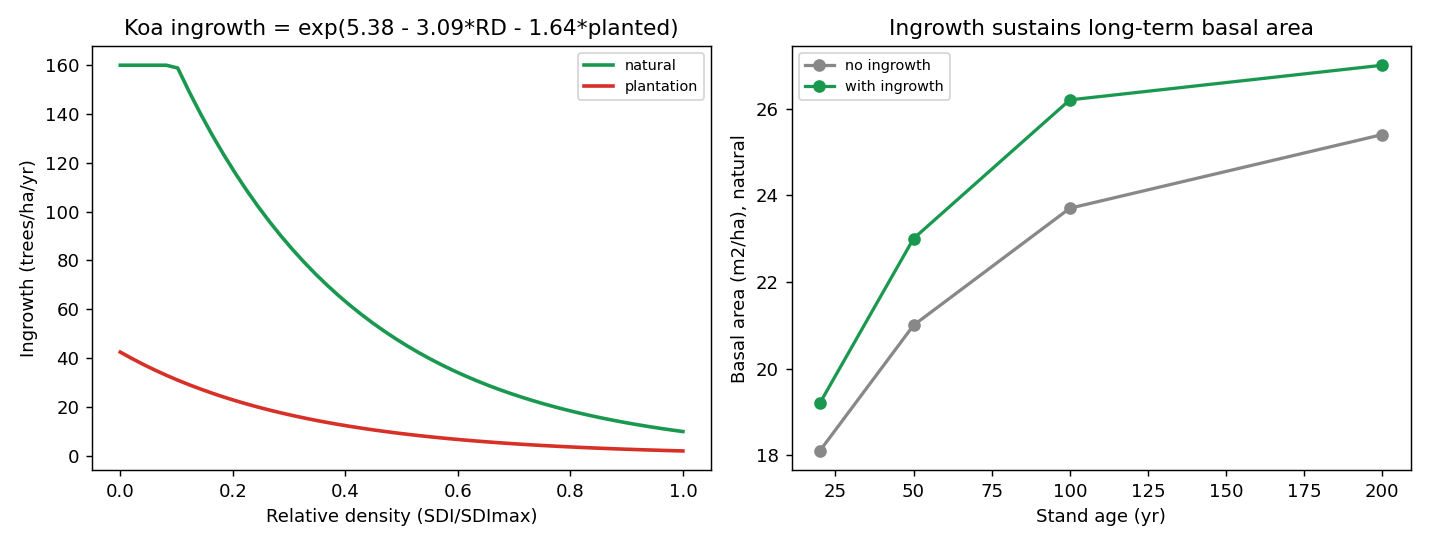 Koa ingrowth = exp(5.38 - 3.09*RD - 1.64*planted)
natural
plantation
Ingrowth (trees/ha/yr)
160
140
120
100
80
60
40
20
0
0.0 0.2 0.4 0.6 0.8 1.0
Relative density (SDI/SDImax)
Ingrowth sustains long-term basal area
no ingrowth
with ingrowth
Basal area (m2/ha), natural
26
24
22
20
18
25 50 75 100 125 150 175 200
Stand age (yr)